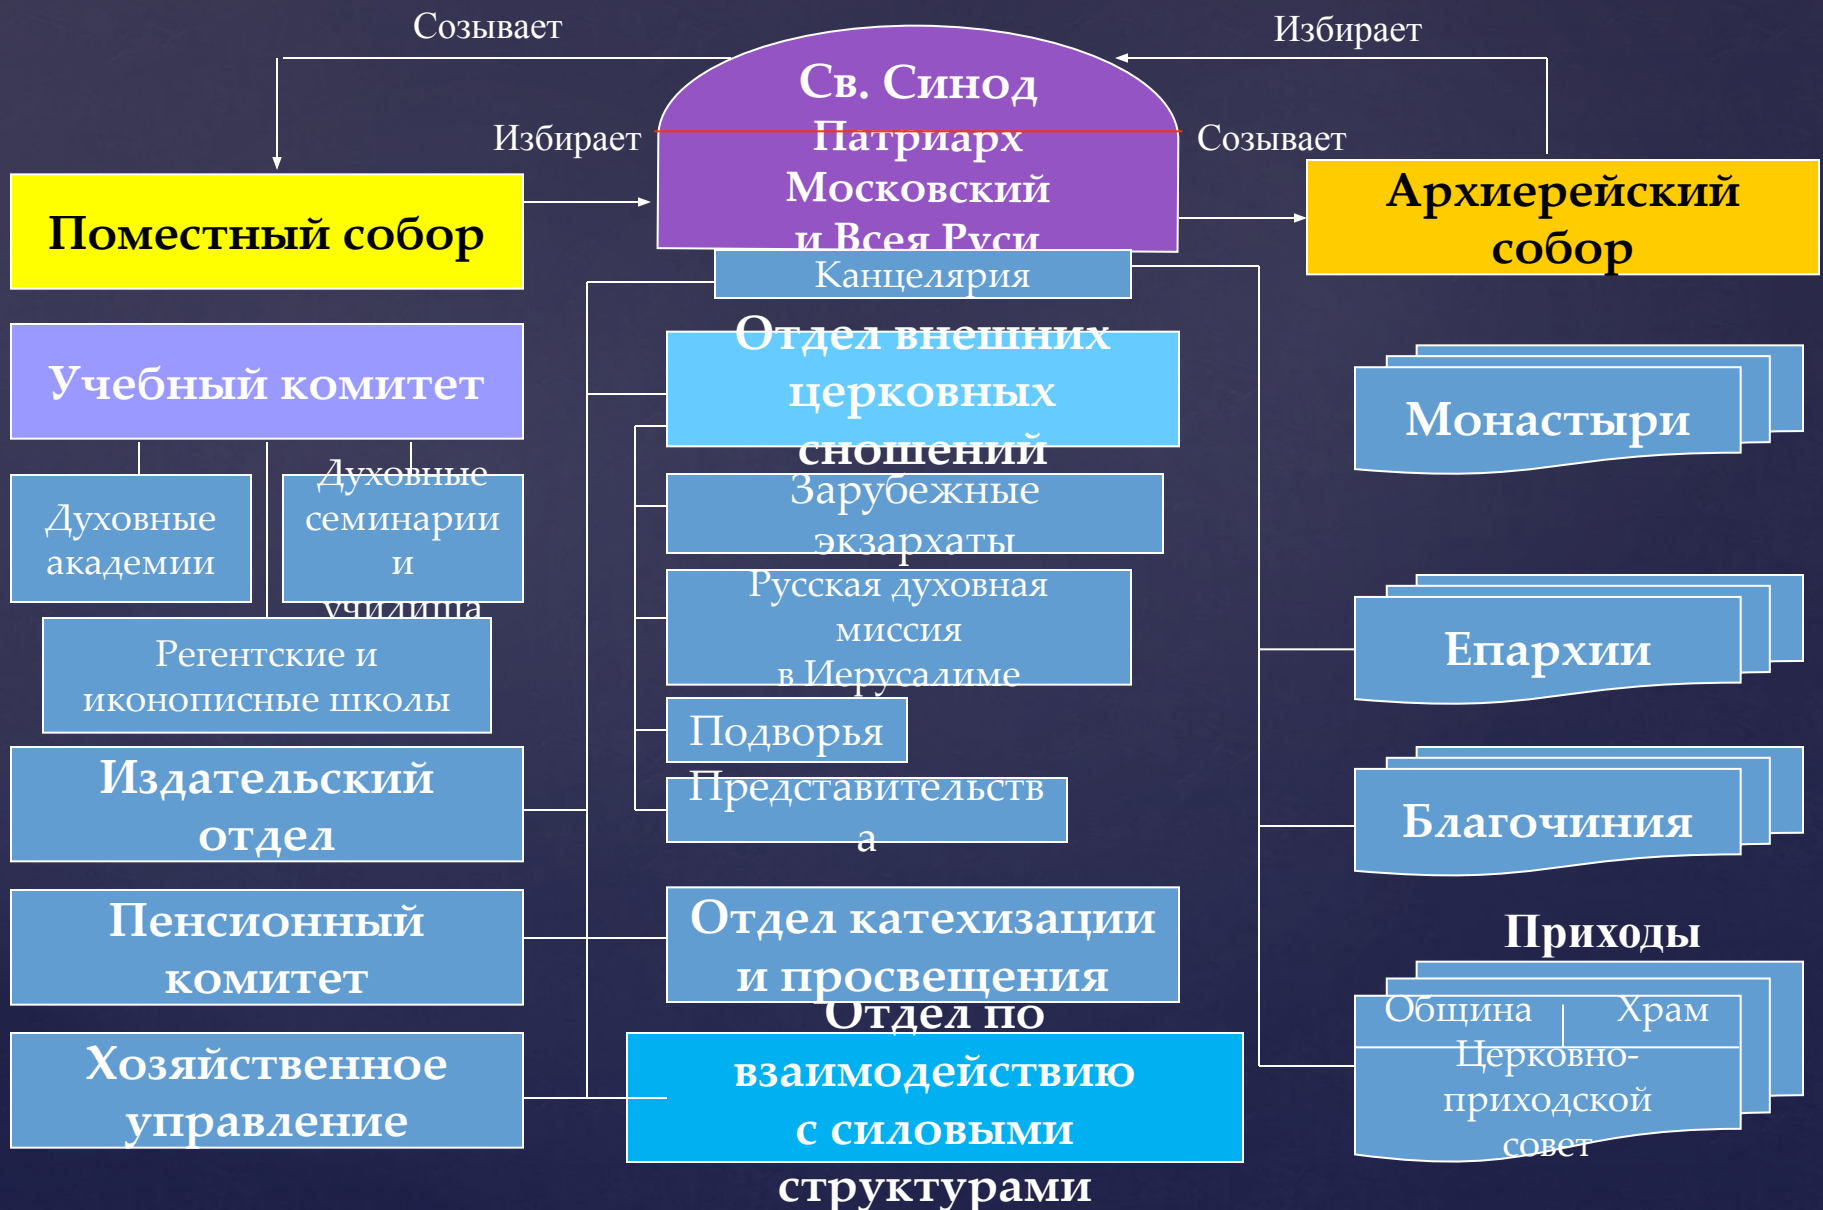 Созывает
Избирает
Св. Синод
Избирает
Патриарх
Московский
и Всея Руси
Созывает
Поместный собор
Архиерейский
собор
Канцелярия
Учебный комитет
Духовные
академии
Духовные
семинарии
и
училища
Регентские и
иконописные школы
Издательский
отдел
Пенсионный
комитет
Хозяйственное
управление
Отдел внешних
церковных
сношений
Зарубежные
экзархаты
Русская духовная
миссия
в Иерусалиме
Подворья
Представительств
а
Отдел катехизации
и просвещения
Отдел по
взаимодействию
с силовыми
структурами
Монастыри
Епархии
Благочиния
Приходы
Община Храм
Церковно-
приходской
совет